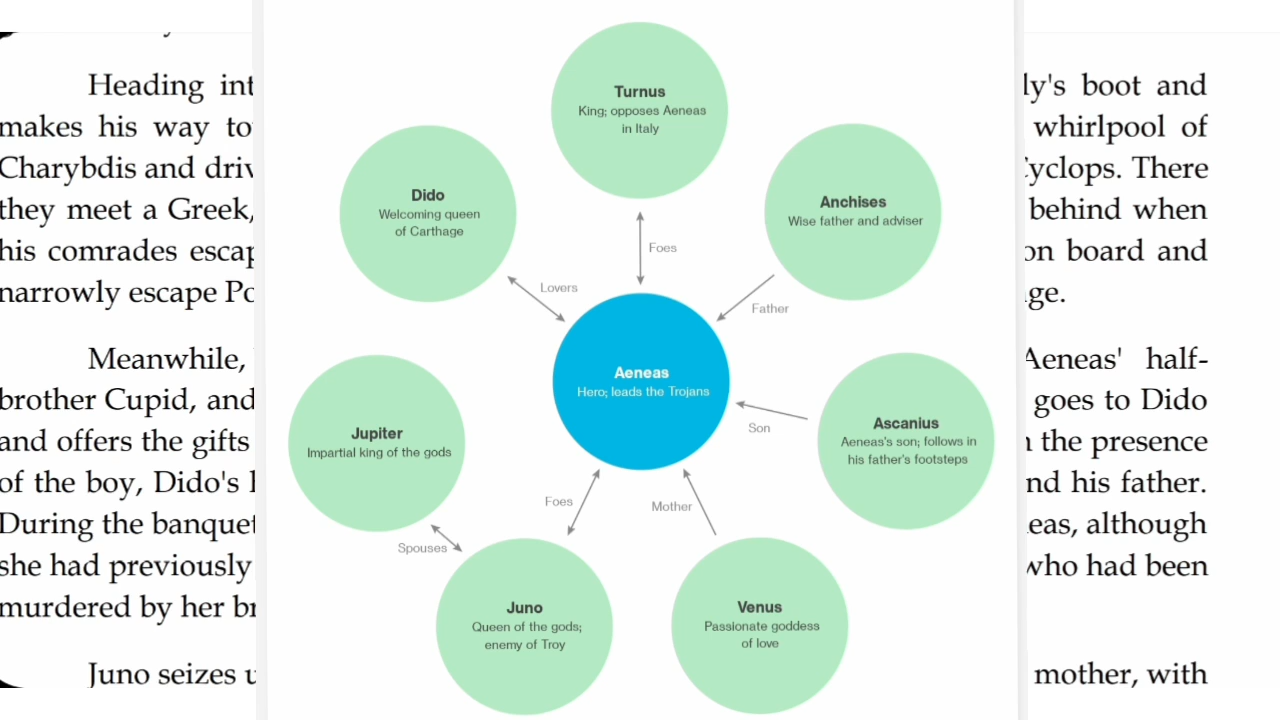 Heading int
makes his way to
Charybdis and driv
they meet a Greek,
his comrades escap
narrowly escape Po
Meanwhile,
brother Cupid, and
and offers the gifts
of the boy, Dido's
During the banquet
she had previously
murdered by her br
Juno seizes u
Turnus
King; opposes Aeneas
in Italy
Dido
Welcoming queen
of Carthage
Anchises
Wise father and adviser
Foes
Lovers
Father
Aeneas
Hero; leads the Trojans
Jupiter
Impartial king of the gods
Ascanius
Aeneas's son; follows in
his father's footsteps
Son
Foes
Mother
Spouses
Juno
Queen of the gods;
enemy of Troy
Venus
Passionate goddess
of love
ly's boot and
whirlpool of
Cyclops. There
behind when
on board and
ge.
Aeneas' half-
goes to Dido
the presence
nd his father.
eas, although
who had been
mother, with